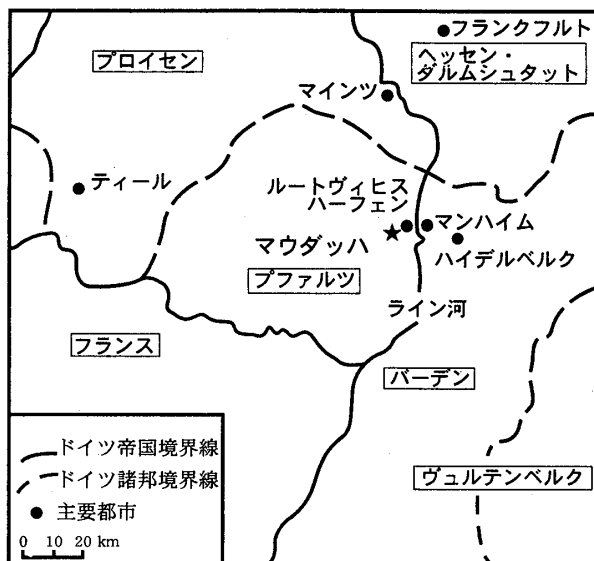 フランクフルト
プロイセン
ヘッセン・
ダルムシュタット
マインツ
ティール
ルートヴィヒス
ハーフェン
マンハイム
マウダッハ
ハイデルベルク
プファルツ
ライン河
フランス
バーデン
ドイツ帝国境界線
ドイツ諸邦境界線
ヴュルテンベルク
主要都市
0 10 20 km